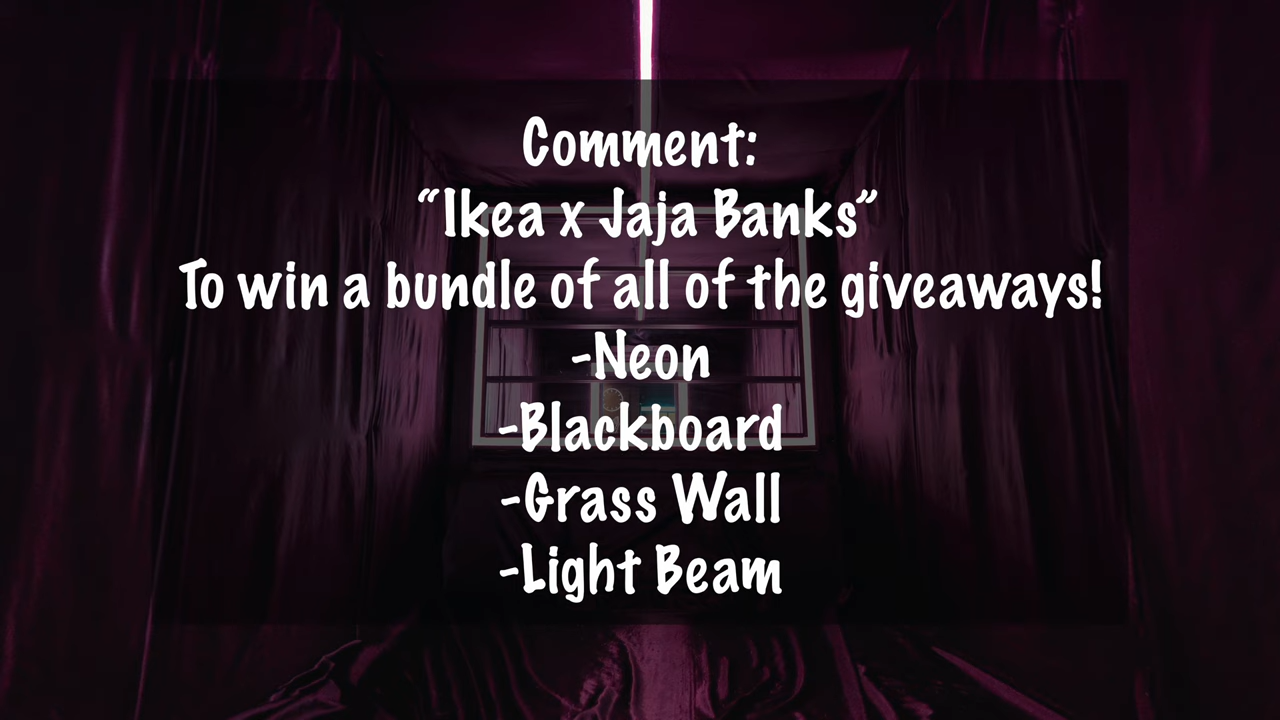 Comment:
“Ikea x Jaja Banks”
To win a bundle of all of the giveaways!
-Neon
-Blackboard
-Grass Wall
-Light Beam